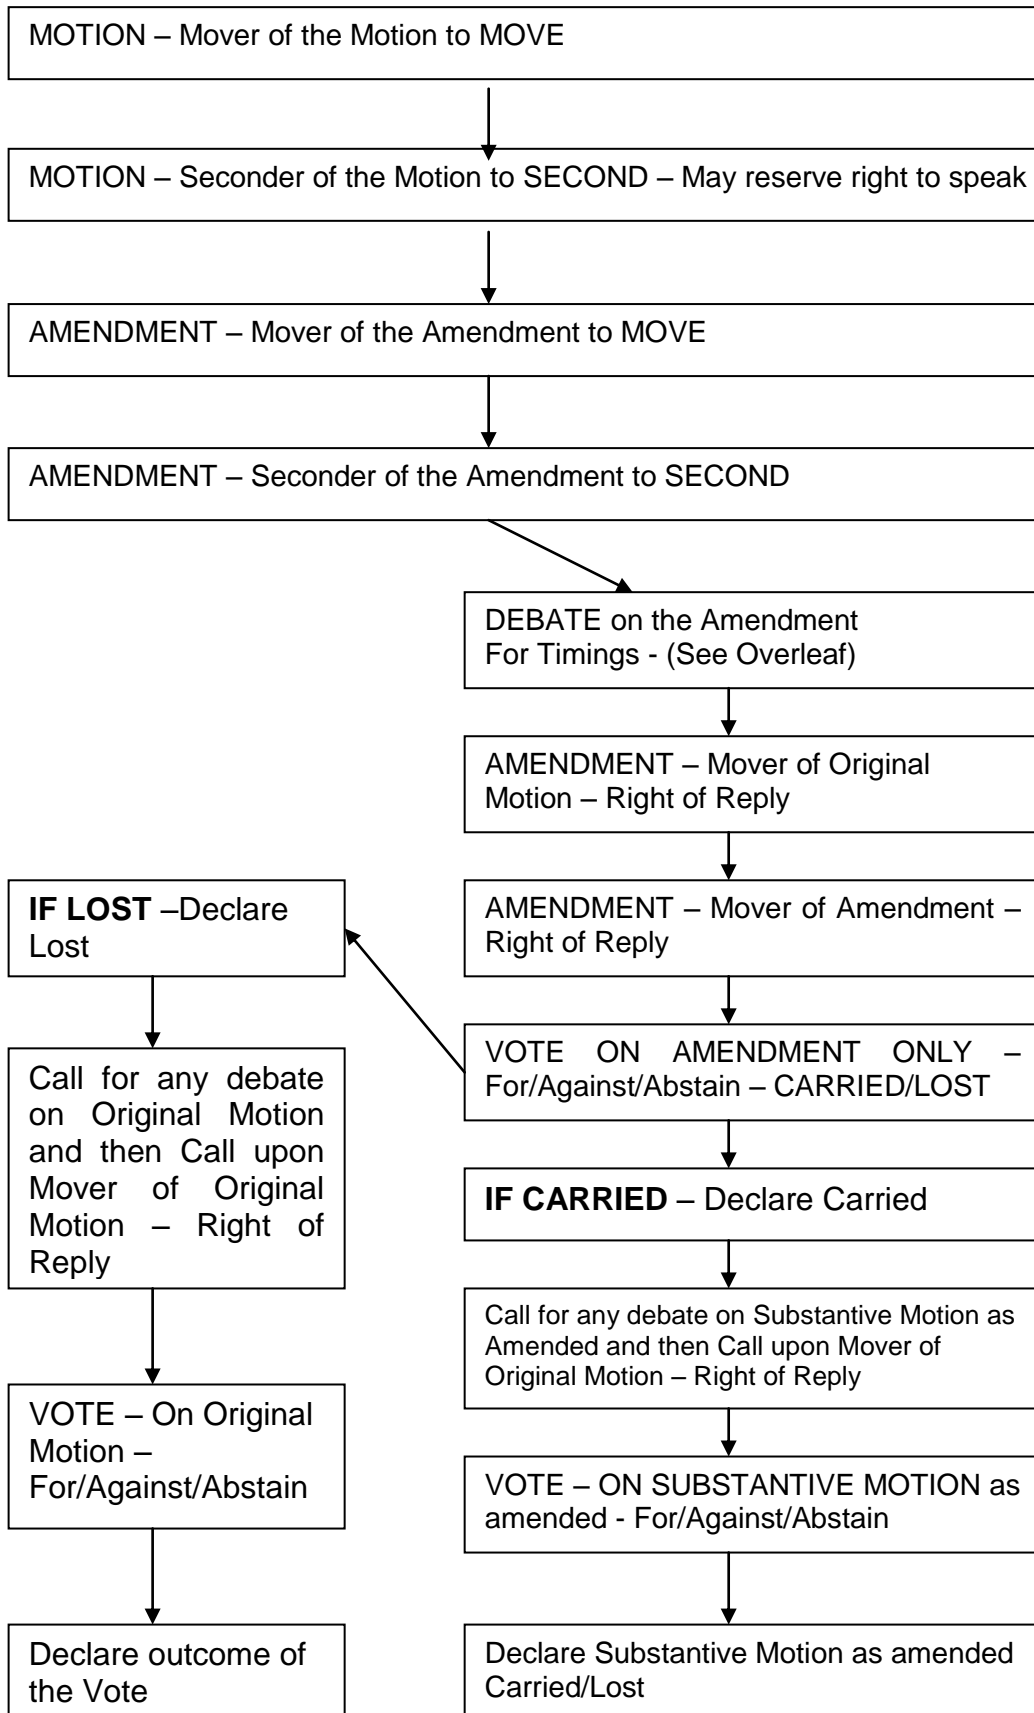 MOTION – Mover of the Motion to MOVE
MOTION – Seconder of the Motion to SECOND – May reserve right to speak
AMENDMENT – Mover of the Amendment to MOVE
AMENDMENT – Seconder of the Amendment to SECOND
DEBATE on the Amendment
For Timings - (See Overleaf)
AMENDMENT – Mover of Original
Motion – Right of Reply
AMENDMENT – Mover of Amendment –
Right of Reply
VOTE ON AMENDMENT ONLY –
For/Against/Abstain – CARRIED/LOST
IF LOST –Declare
Lost
Call for any debate
on Original Motion
and then Call upon
Mover of Original
Motion – Right of
Reply
VOTE – On Original
Motion –
For/Against/Abstain
Declare outcome of
the Vote
IF CARRIED – Declare Carried
Call for any debate on Substantive Motion as
Amended and then Call upon Mover of
Original Motion – Right of Reply
VOTE – ON SUBSTANTIVE MOTION as
amended - For/Against/Abstain
Declare Substantive Motion as amended
Carried/Lost